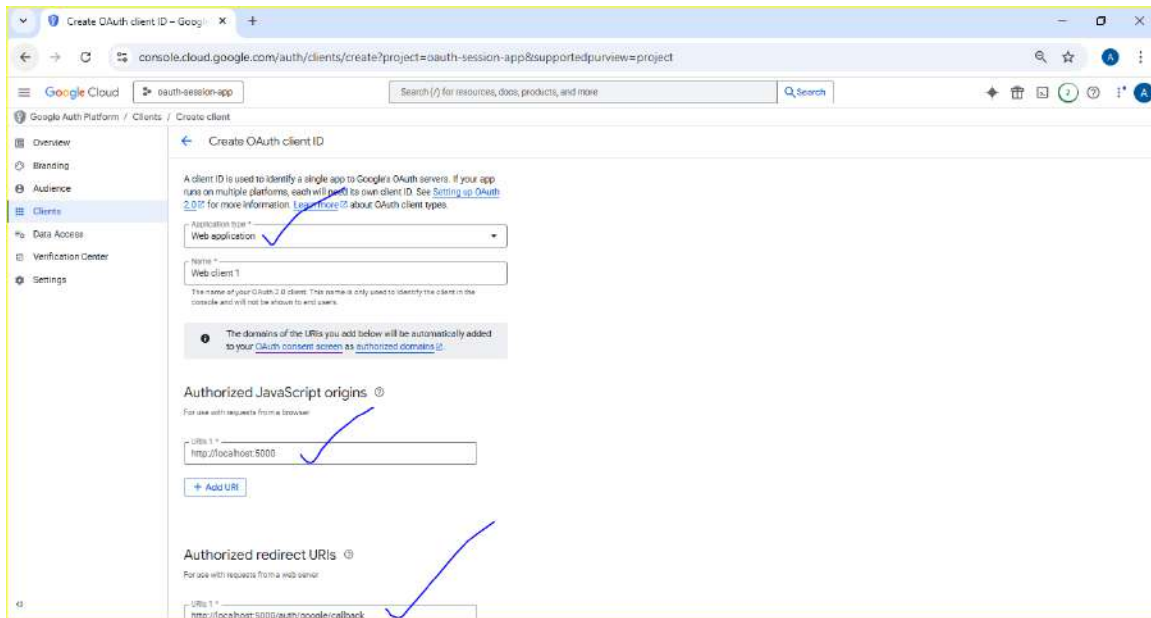 Create OAuth client ID – Googl
console.cloud.google.com/auth/clients/create?project=oauth-session-app&supportedpurview=project
A
Google Cloud
oauth-session-app
Search (/) for resources, docs, products, and more
Search
2
A
Google Auth Platform / Clients / Create client
Overview
Branding
Audience
Clients
Data Access
Verification Center
Settings
Create OAuth client ID
A client ID is used to identify a single app to Google's OAuth servers. If your app
runs on multiple platforms, each will need its own client ID. See Setting up OAuth
2.0 for more information. Learn more about OAuth client types.
Application type *
Web application
Name *
Web client 1
The name of your OAuth 2.0 client. This name is only used to identify the client in the
console and will not be shown to end users.
The domains of the URIs you add below will be automatically added
to your OAuth consent screen as authorized domains.
Authorized JavaScript origins
For use with requests from a browser
URIs 1 *
http://localhost:5000
+ Add URI
Authorized redirect URIs
For use with requests from a web server
URIs 1 *
http://localhost:5000/auth/google/callback